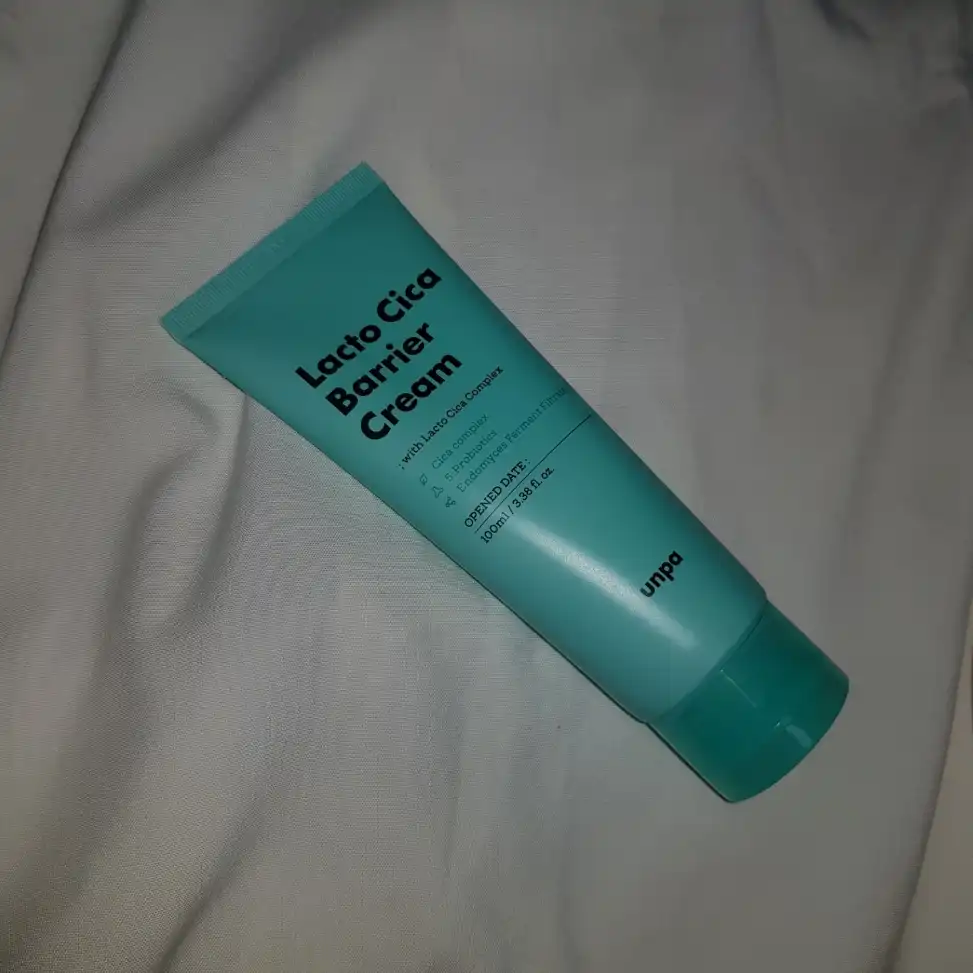 Lacto Cica
Barrier
Cream
: with Lacto Cica Complex
Cica complex
5 Probiotics
Endomyces Ferment
OPENED DATE :
100ml / 3.38 fl. oz.
unpa